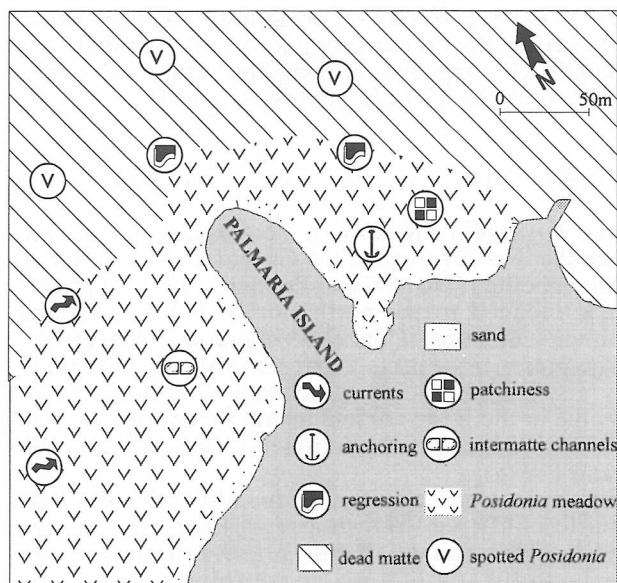 N
0 50m
PALMARIA ISLAND
sand
currents
patchiness
anchoring
intermatte channels
regression
Posidonia meadow
dead matte
spotted Posidonia
V
V
V
V